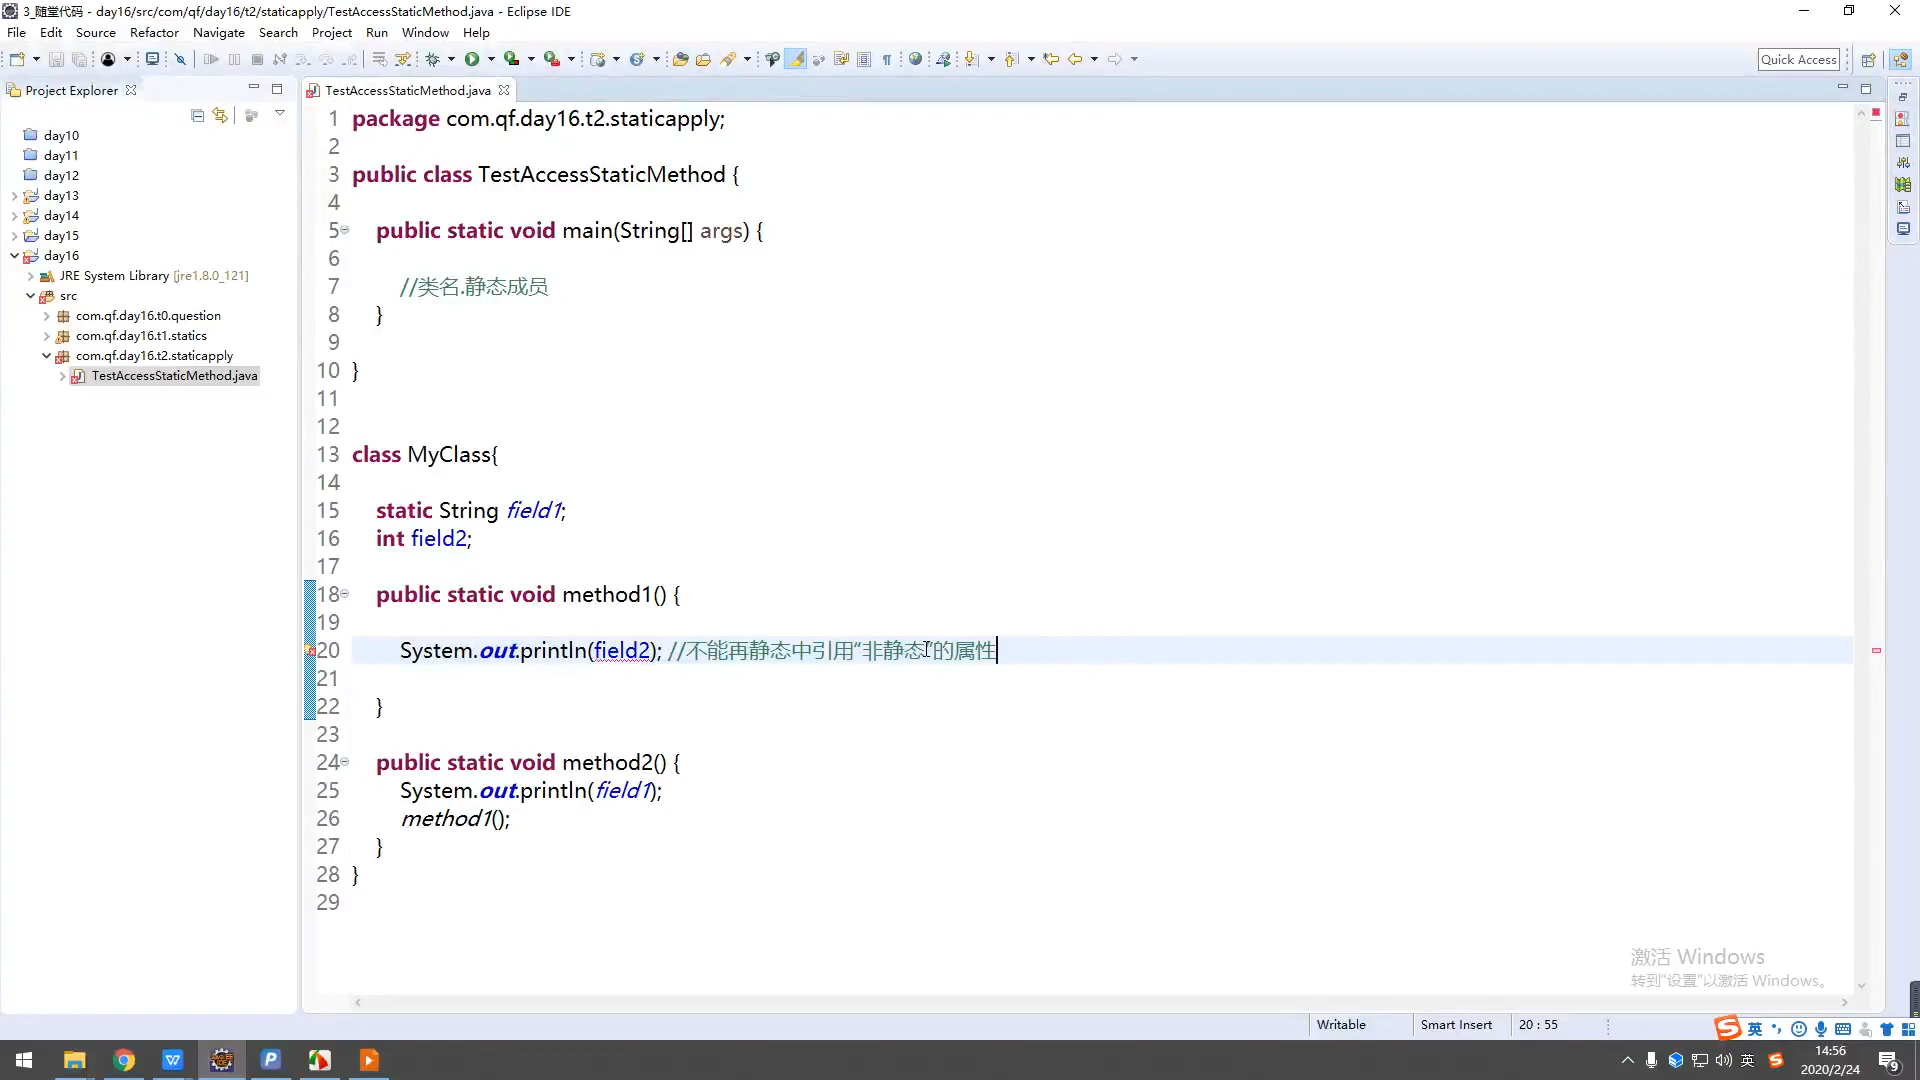 3_随堂代码 - day16/src/com/qf/day16/t2/staticapply/TestAccessStaticMethod.java - Eclipse IDE
File Edit Source Refactor Navigate Search Project Run Window Help
Quick Access
Project Explorer
TestAccessStaticMethod.java
day10
day11
day12
day13
day14
day15
day16
JRE System Library [jre1.8.0_121]
src
com.qf.day16.t0.question
com.qf.day16.t1.statics
com.qf.day16.t2.staticapply
TestAccessStaticMethod.java
1 package com.qf.day16.t2.staticapply;
2
3 public class TestAccessStaticMethod {
4
5 public static void main(String[] args) {
6
7 //类名.静态成员
8 }
9
10 }
11
12
13 class MyClass{
14
15 static String field1;
16 int field2;
17
18 public static void method1() {
19
20 System.out.println(field2); //不能再静态中引用“非静态”的属性
21
22 }
23
24 public static void method2() {
25 System.out.println(field1);
26 method1();
27 }
28 }
29
激活 Windows
转到“设置”以激活 Windows。
Writable Smart Insert 20 : 55
英
英
14:56
2020/2/24
9